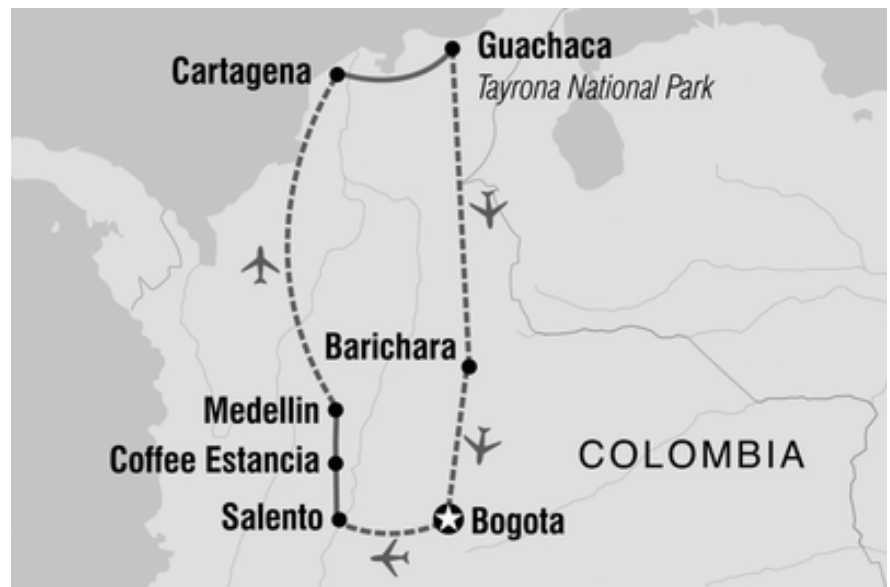 Cartagena
Guachaca
Tayrona National Park
Barichara
Medellin
Coffee Estancia
COLOMBIA
Salento
Bogota